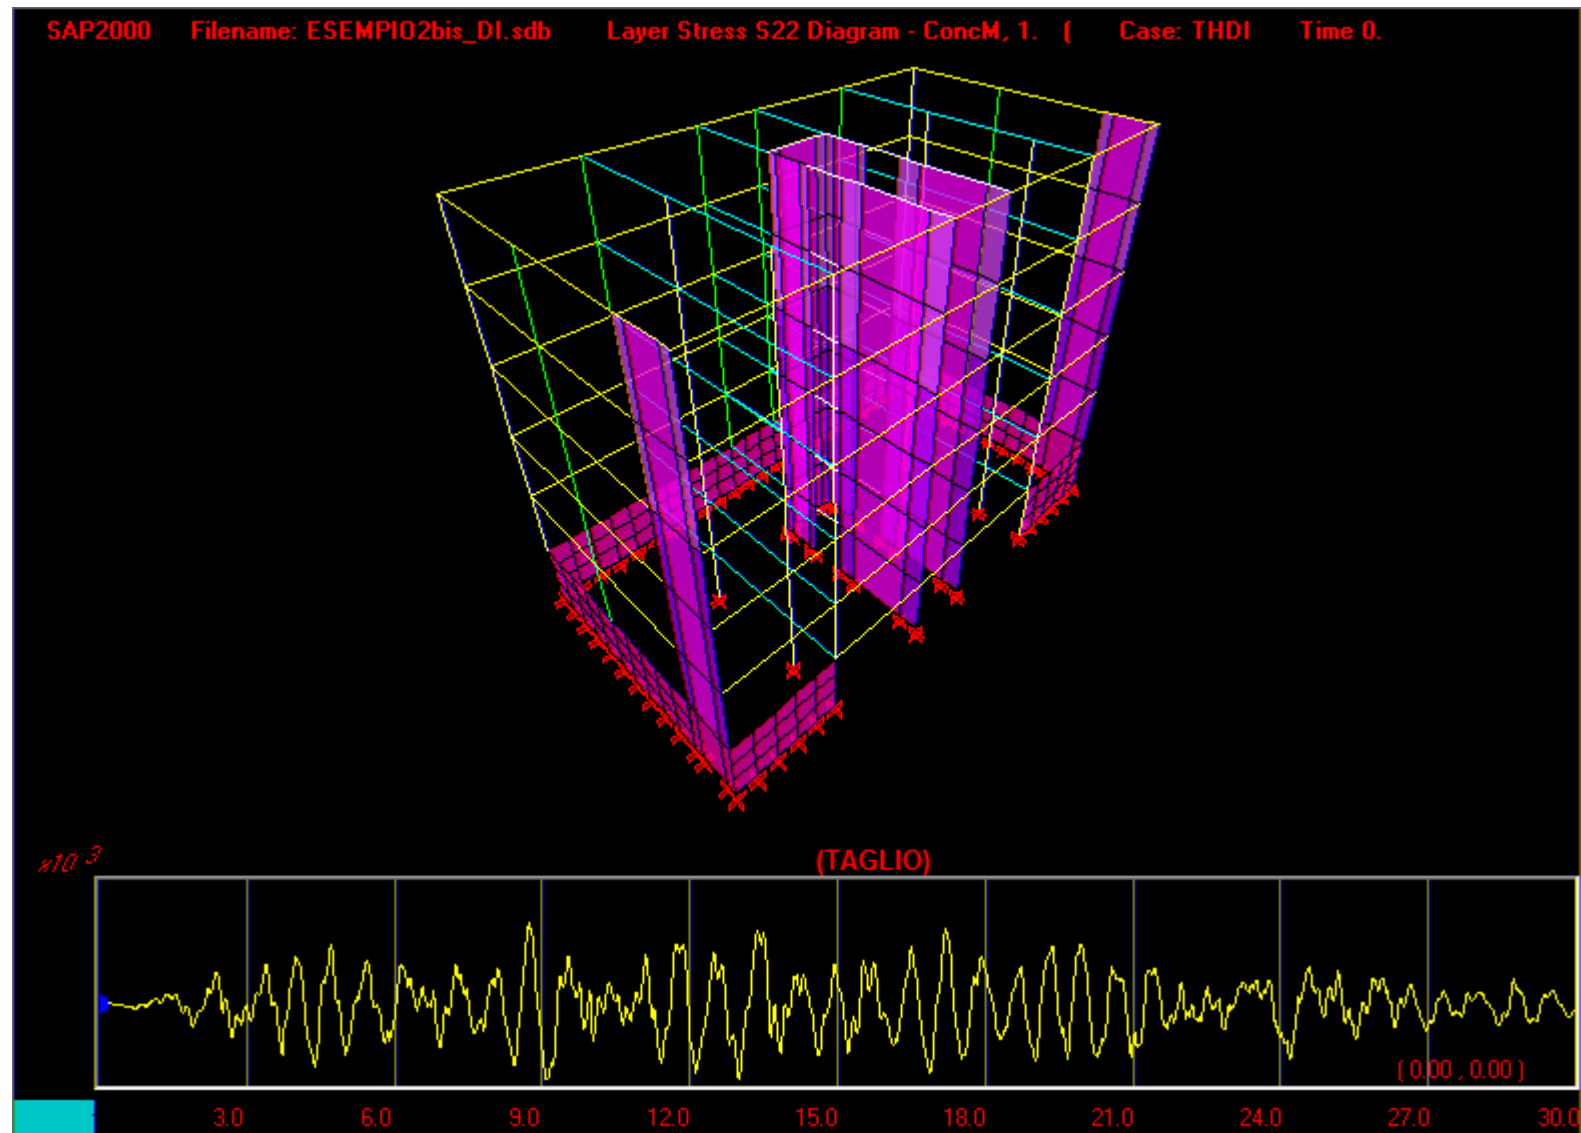 SAP2000 Filename: ESEMPIO2bis_DI.sdb Layer Stress S22 Diagram - ConcM, 1. ( Case: THDI Time 0.
x10 3
(TAGLIO)
(0.00 , 0.00)
3.0 6.0 9.0 12.0 15.0 18.0 21.0 24.0 27.0 30.0